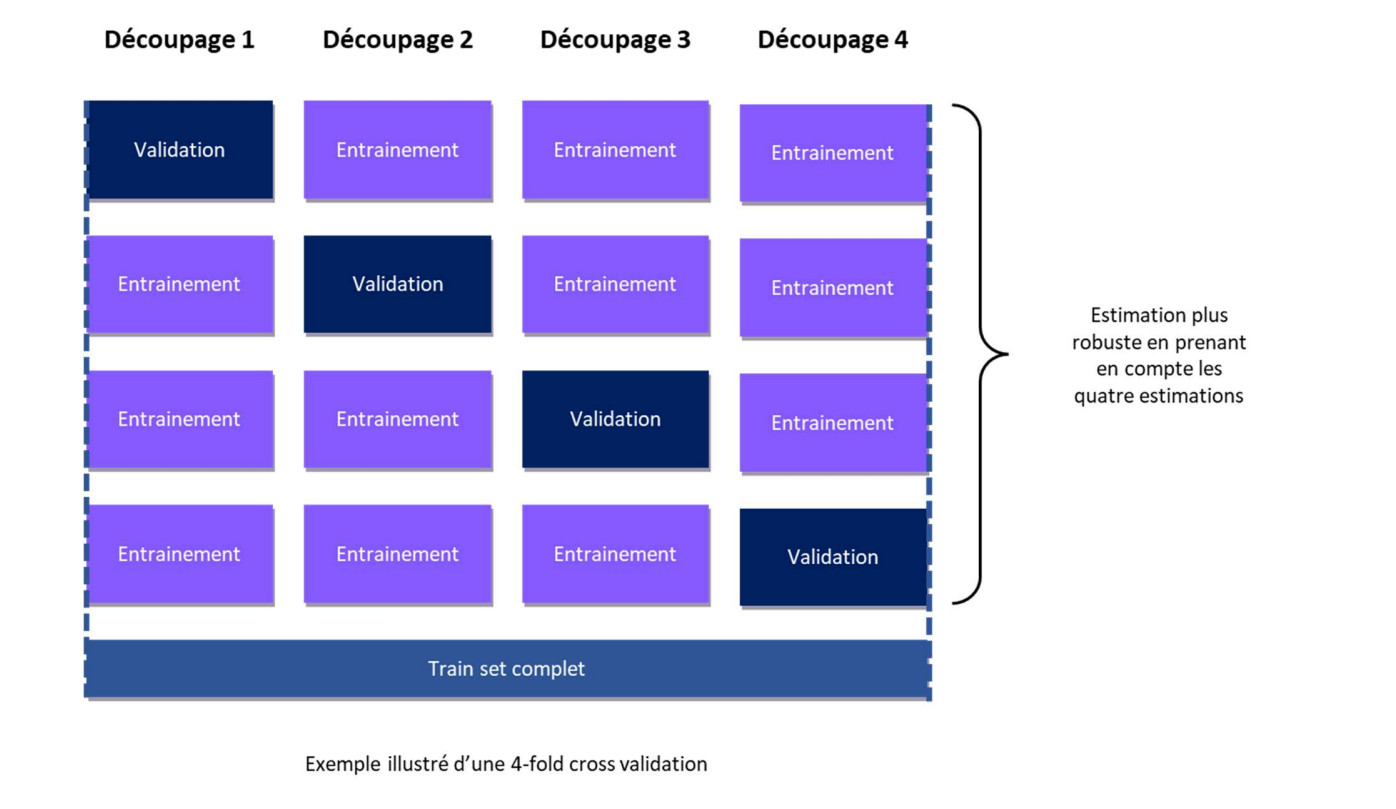 Découpage 1
Découpage 2
Découpage 3
Découpage 4
Validation
Entrainement
Entrainement
Entrainement
Entrainement
Validation
Entrainement
Entrainement
Entrainement
Entrainement
Validation
Entrainement
Entrainement
Entrainement
Entrainement
Validation
Estimation plus
robuste en prenant
en compte les
quatre estimations
Train set complet
Exemple illustré d’une 4-fold cross validation